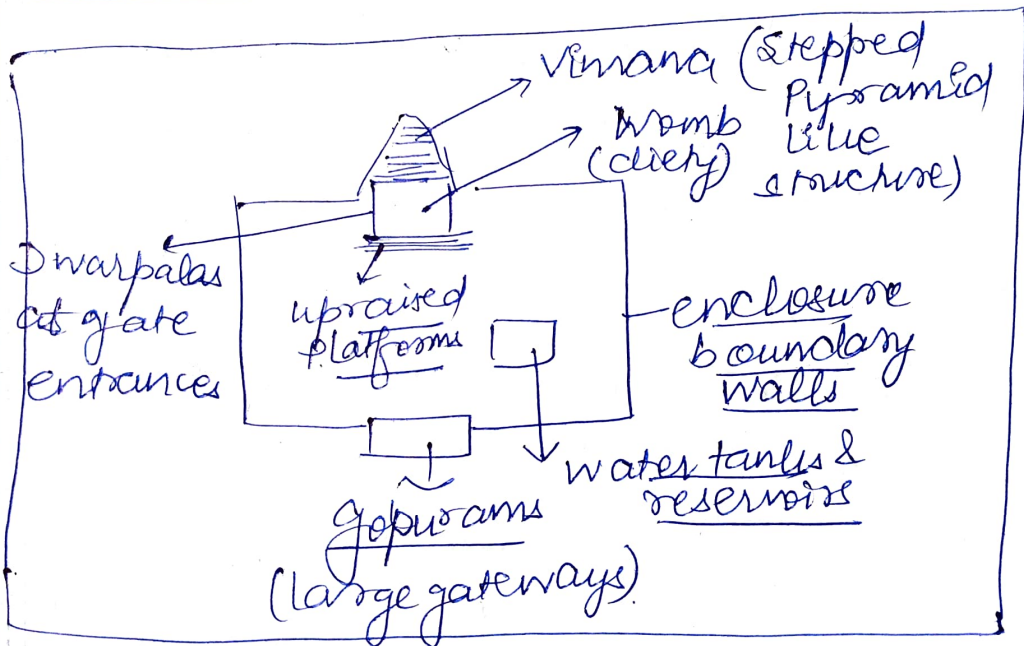 Vimana (Stepped
Pyramid
like
structure)
womb
(diety)
Dwarpalas
at gate
entrances
upraised
platforms
enclosure
boundary
walls
water tanks &
reservoirs
gopurams
(large gateways)